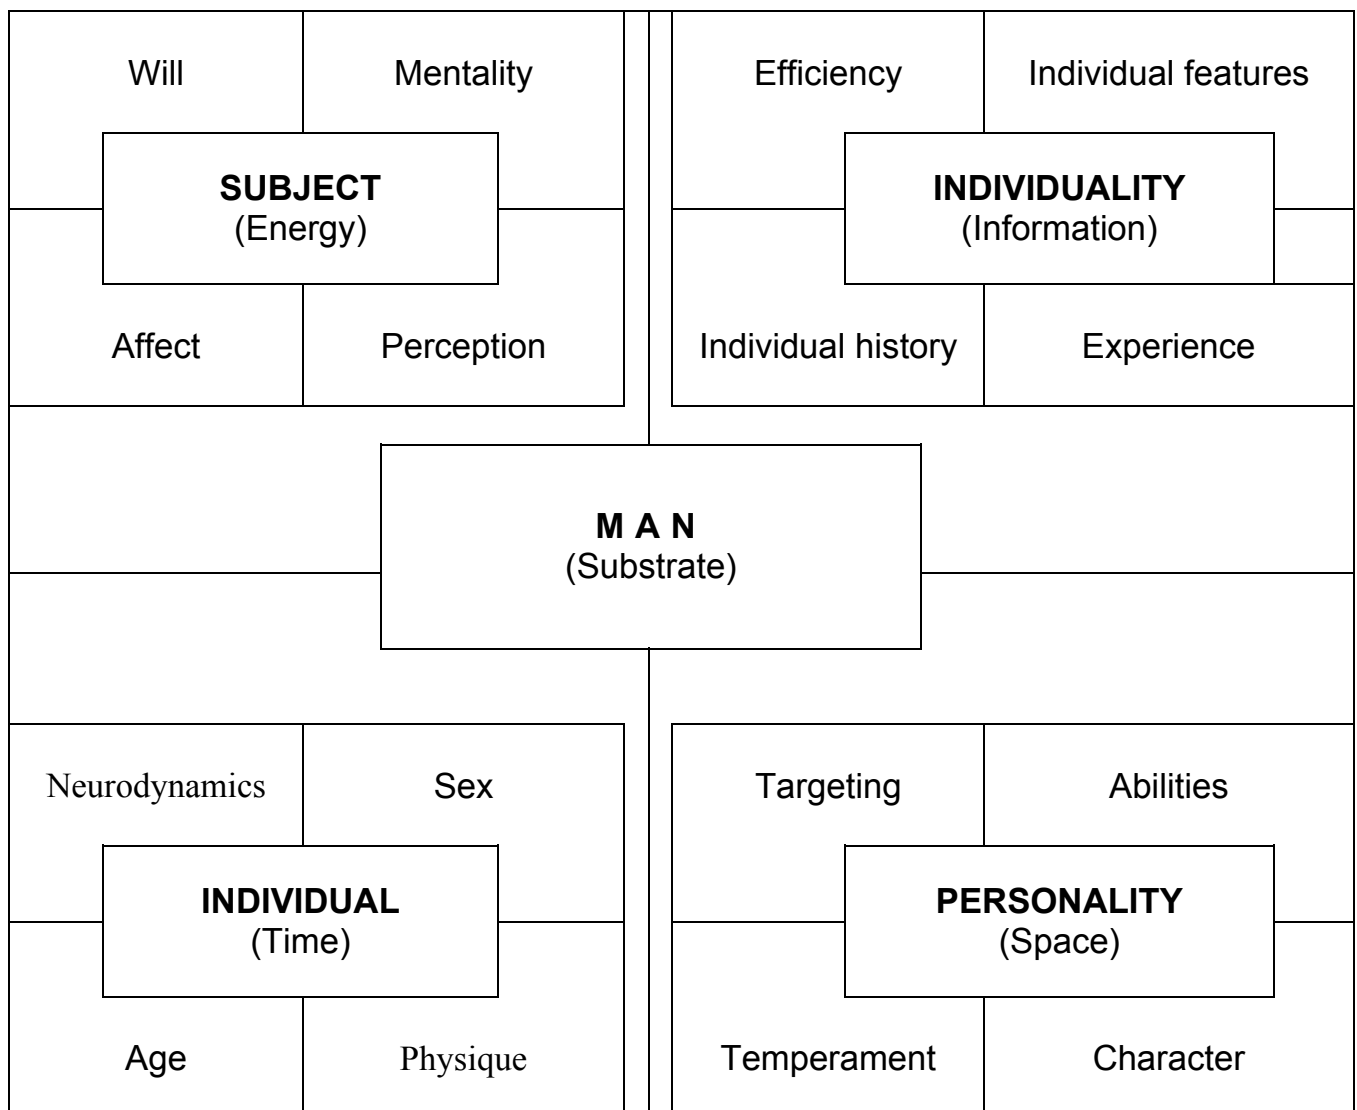 Will
Mentality
Efficiency
Individual features
SUBJECT
(Energy)
INDIVIDUALITY
(Information)
Affect
Perception
Individual history
Experience
M A N
(Substrate)
Neurodynamics
Sex
Targeting
Abilities
INDIVIDUAL
(Time)
PERSONALITY
(Space)
Age
Physique
Temperament
Character